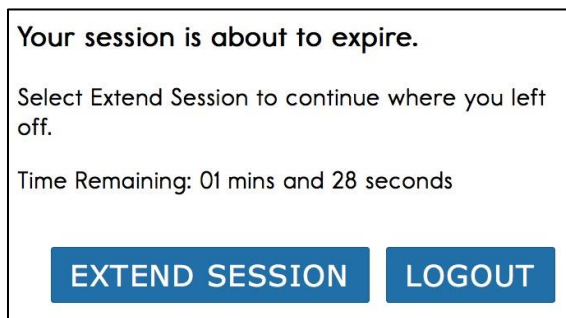 Your session is about to expire.
Select Extend Session to continue where you left
off.
Time Remaining: 01 mins and 28 seconds
EXTEND SESSION LOGOUT